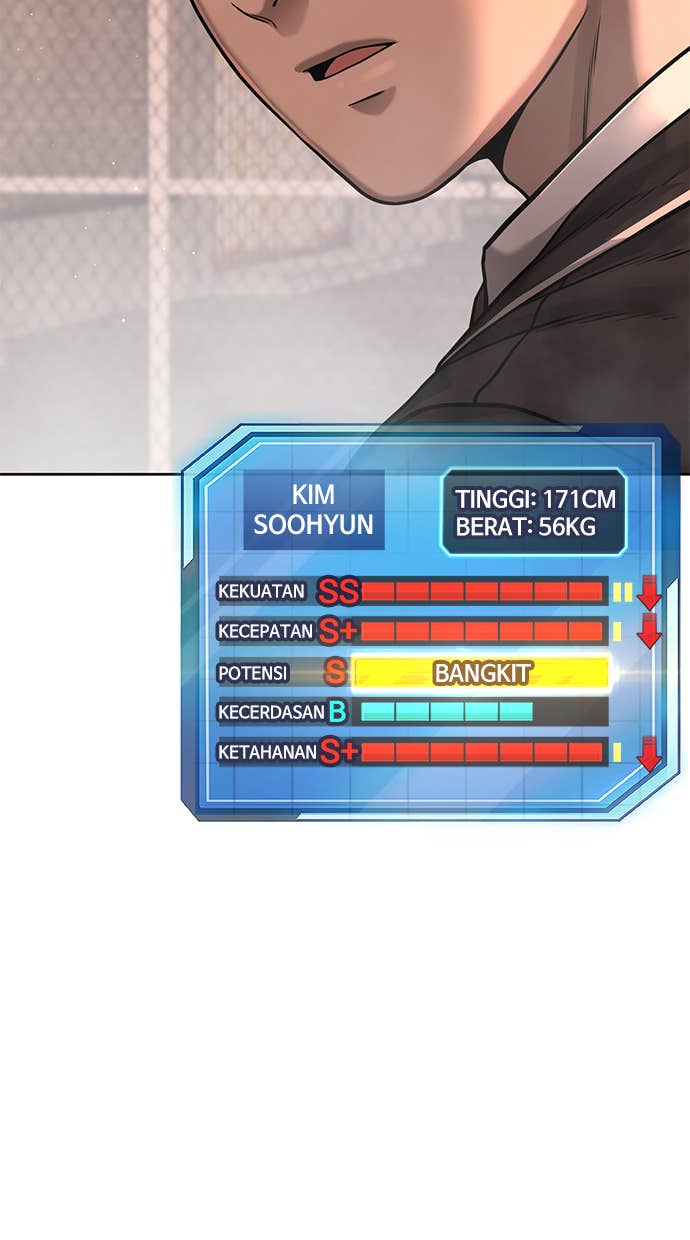 KIM
SOOHYUN
TINGGI: 171CM
BERAT: 56KG
KEKUATAN SS
KECEPATAN S+
POTENSI S BANGKIT
KECERDASAN B
KETAHANAN S+